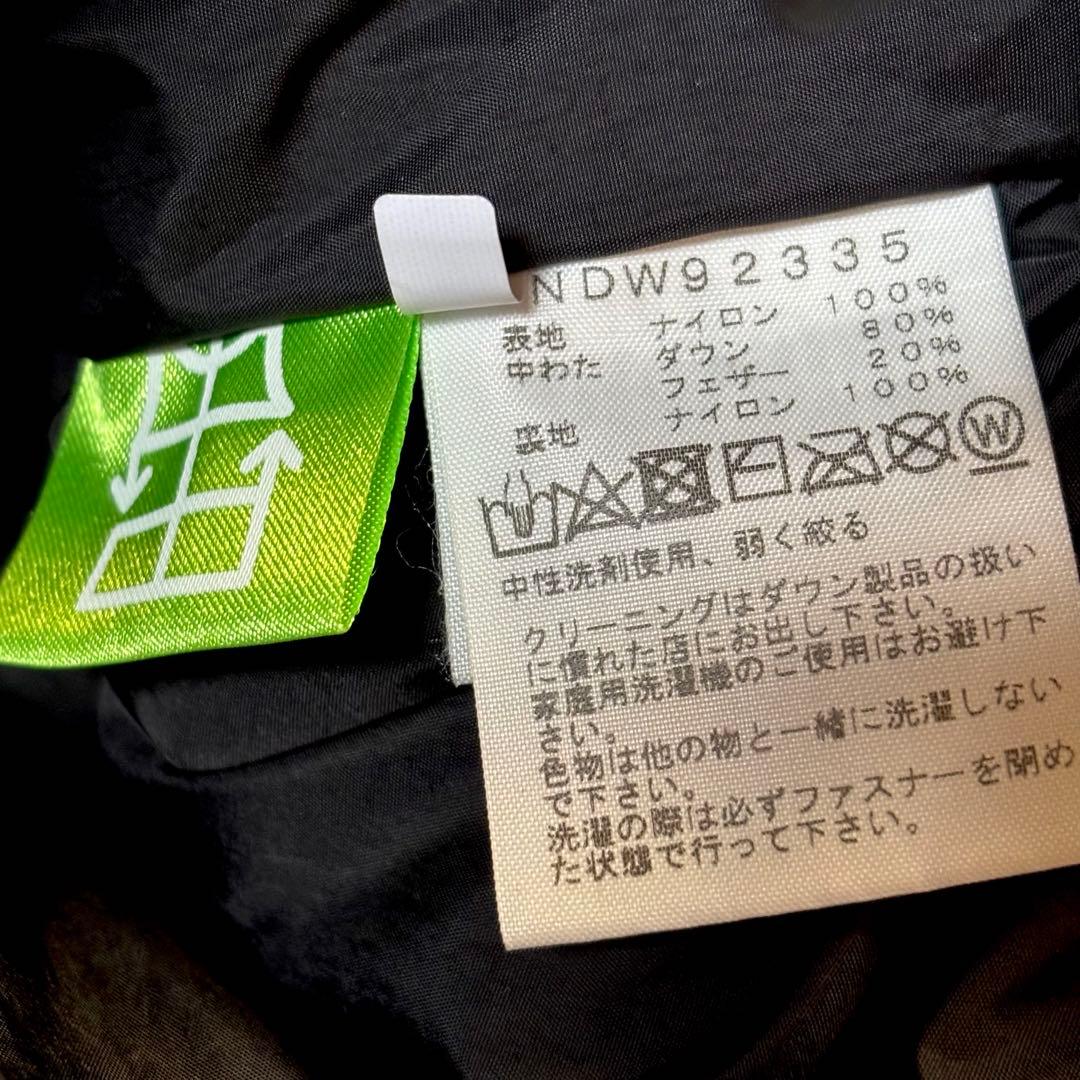 NDW92335
表地 ナイロン 100%
中わた ダウン 80%
フェザー 20%
裏地 ナイロン 100%
W
中性洗剤使用、弱く絞る
クリーニングはダウン製品の扱い
に慣れた店にお出し下さい。
家庭用洗濯機のご使用はお避け下
さい。
色物は他の物と一緒に洗濯しない
で下さい。
洗濯の際は必ずファスナーを閉め
た状態で行って下さい。